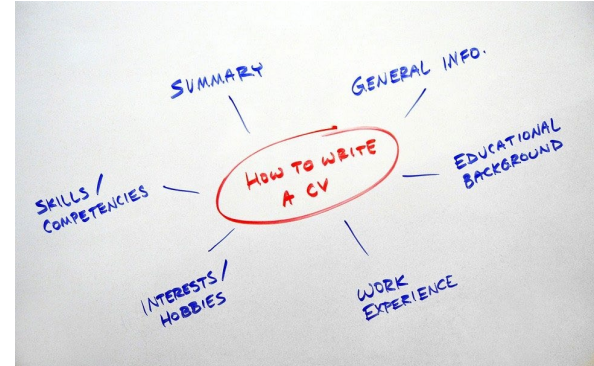 SUMMARY
GENERAL INFO.
HOW TO WRITE
A CV
EDUCATIONAL
BACKGROUND
SKILLS /
COMPETENCIES
INTERESTS /
HOBBIES
WORK
EXPERIENCE